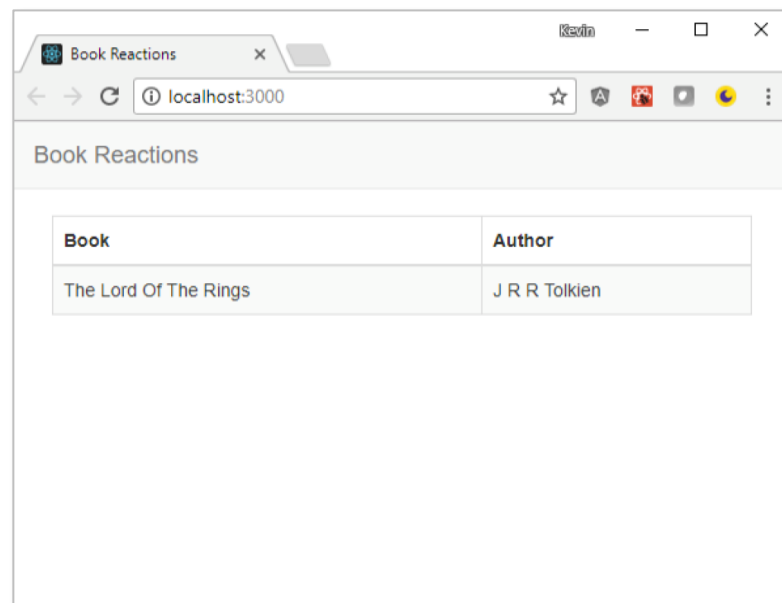 Kevin
Book Reactions
localhost:3000
Book Reactions
Book Author
The Lord Of The Rings J R R Tolkien